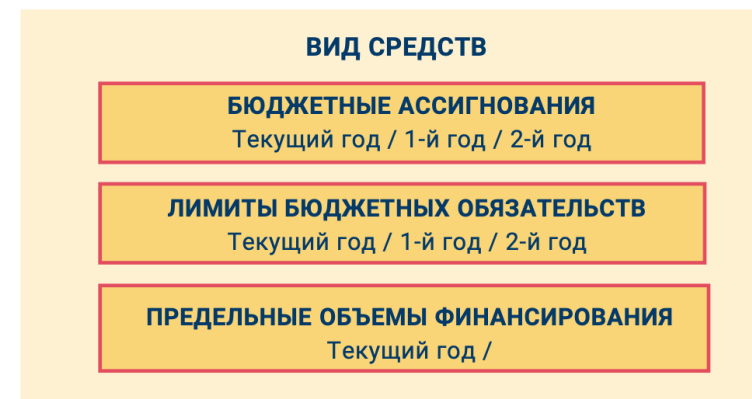 ВИД СРЕДСТВ
БЮДЖЕТНЫЕ АССИГНОВАНИЯ
Текущий год / 1-й год / 2-й год
ЛИМИТЫ БЮДЖЕТНЫХ ОБЯЗАТЕЛЬСТВ
Текущий год / 1-й год / 2-й год
ПРЕДЕЛЬНЫЕ ОБЪЕМЫ ФИНАНСИРОВАНИЯ
Текущий год /